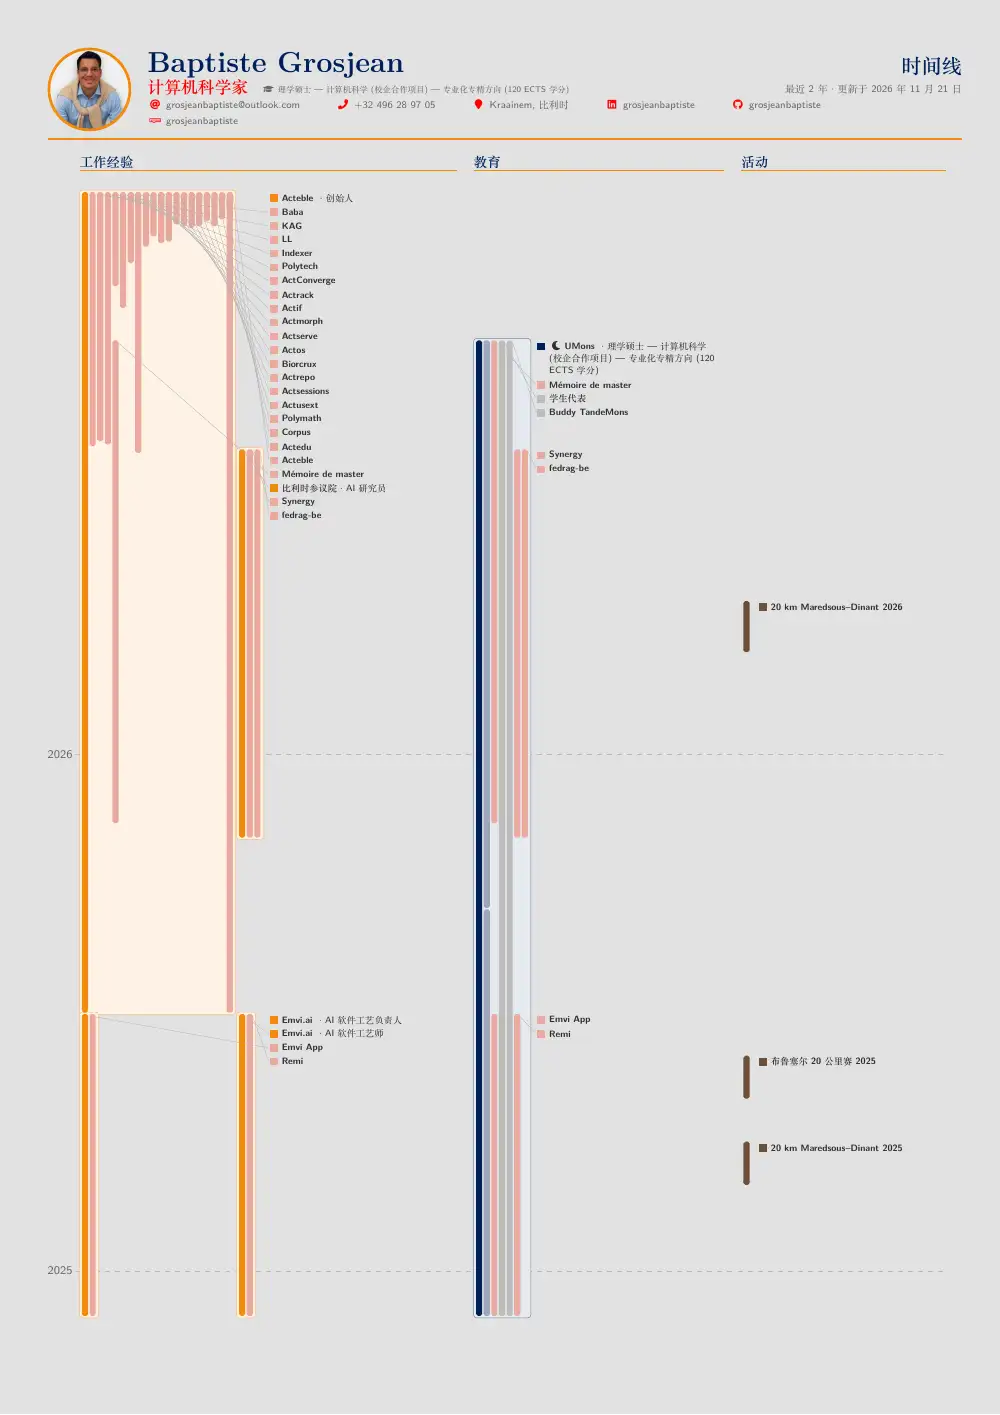 Baptiste Grosjean
时间线
计算机科学家
理学硕士 — 计算机科学 (校企合作项目) — 专业化专精方向 (120 ECTS 学分)
最近 2 年 · 更新于 2026 年 11 月 21 日
grosjeanbaptiste@outlook.com
+32 496 28 97 05
Kraainem, 比利时
grosjeanbaptiste
grosjeanbaptiste
grosjeanbaptiste
工作经验
教育
活动
Acteble · 创始人
Baba
KAG
LL
Indexer
Polytech
ActConverge
Actrack
Actif
Actmorph
Actserve
Actos
Biorcrux
Actrepo
Actsessions
Actusext
Polymath
Corpus
Actedu
Acteble
Mémoire de master
比利时参议院 · AI 研究员
Synergy
fedrag-be
UMons · 理学硕士 — 计算机科学
(校企合作项目) — 专业化专精方向 (120
ECTS 学分)
Mémoire de master
学生代表
Buddy TandeMons
Synergy
fedrag-be
20 km Maredsous–Dinant 2026
2026
Emvi.ai · AI 软件工艺负责人
Emvi.ai · AI 软件工艺师
Emvi App
Remi
Emvi App
Remi
布鲁塞尔 20 公里赛 2025
20 km Maredsous–Dinant 2025
2025